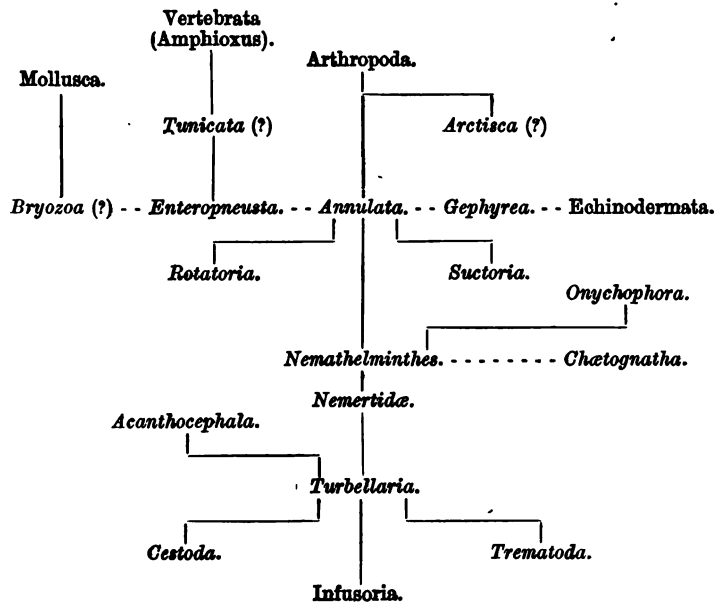 Vertebrata
(Amphioxus).
Arthropoda.
Mollusca.
Tunicata (?)
Arctisca (?)
Bryozoa (?) - - Enteropneusta. - - Annulata. - - Gephyrea. - - Echinodermata.
Rotatoria.
Suctoria.
Onychophora.
Nemathelminthes. - - - - - - - Chætognatha.
Nemertidæ.
Acanthocephala.
Turbellaria.
Cestoda.
Trematoda.
Infusoria.